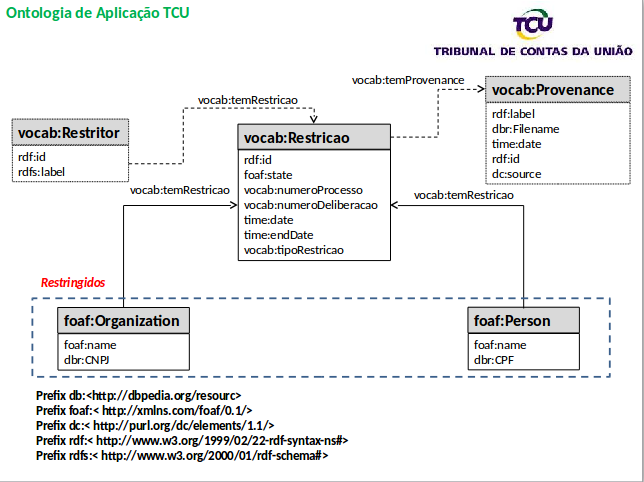 Ontologia de Aplicação TCU
TCU
TRIBUNAL DE CONTAS DA UNIÃO
vocab:temProvenance
vocab:temRestricao
vocab:Provenance
rdf:label
dbr:Filename
time:date
rdf:id
dc:source
vocab:Restritor
rdf:id
rdfs:label
vocab:Restricao
rdf:id
foaf:state
vocab:numeroProcesso
vocab:numeroDeliberacao
time:date
time:endDate
vocab:tipoRestricao
vocab:temRestricao
vocab:temRestricao
Restringidos
foaf:Organization
foaf:name
dbr:CNPJ
foaf:Person
foaf:name
dbr:CPF
Prefix db:<http://dbpedia.org/resourc>
Prefix foaf:< http://xmlns.com/foaf/0.1/>
Prefix dc:< http://purl.org/dc/elements/1.1/>
Prefix rdf:< http://www.w3.org/1999/02/22-rdf-syntax-ns#>
Prefix rdfs:< http://www.w3.org/2000/01/rdf-schema#>